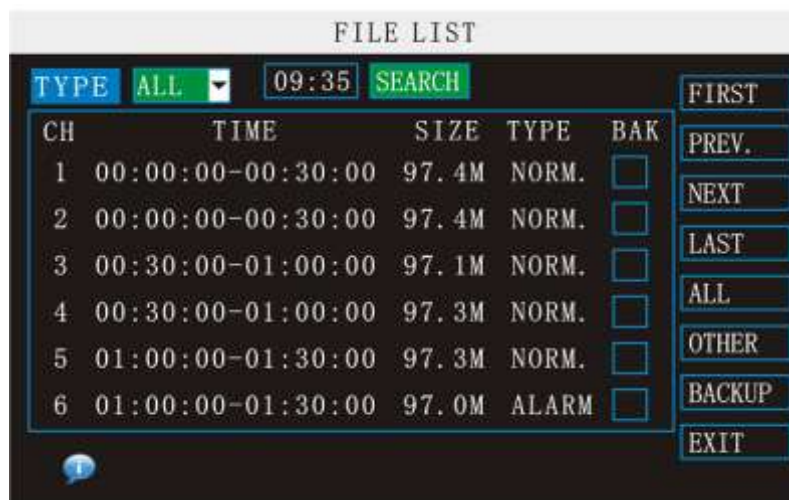 FILE LIST
TYPE ALL 09:35 SEARCH
CH TIME SIZE TYPE BAK
1 00:00:00-00:30:00 97.4M NORM.
2 00:00:00-00:30:00 97.4M NORM.
3 00:30:00-01:00:00 97.1M NORM.
4 00:30:00-01:00:00 97.3M NORM.
5 01:00:00-01:30:00 97.3M NORM.
6 01:00:00-01:30:00 97.0M ALARM
FIRST
PREV.
NEXT
LAST
ALL
OTHER
BACKUP
EXIT